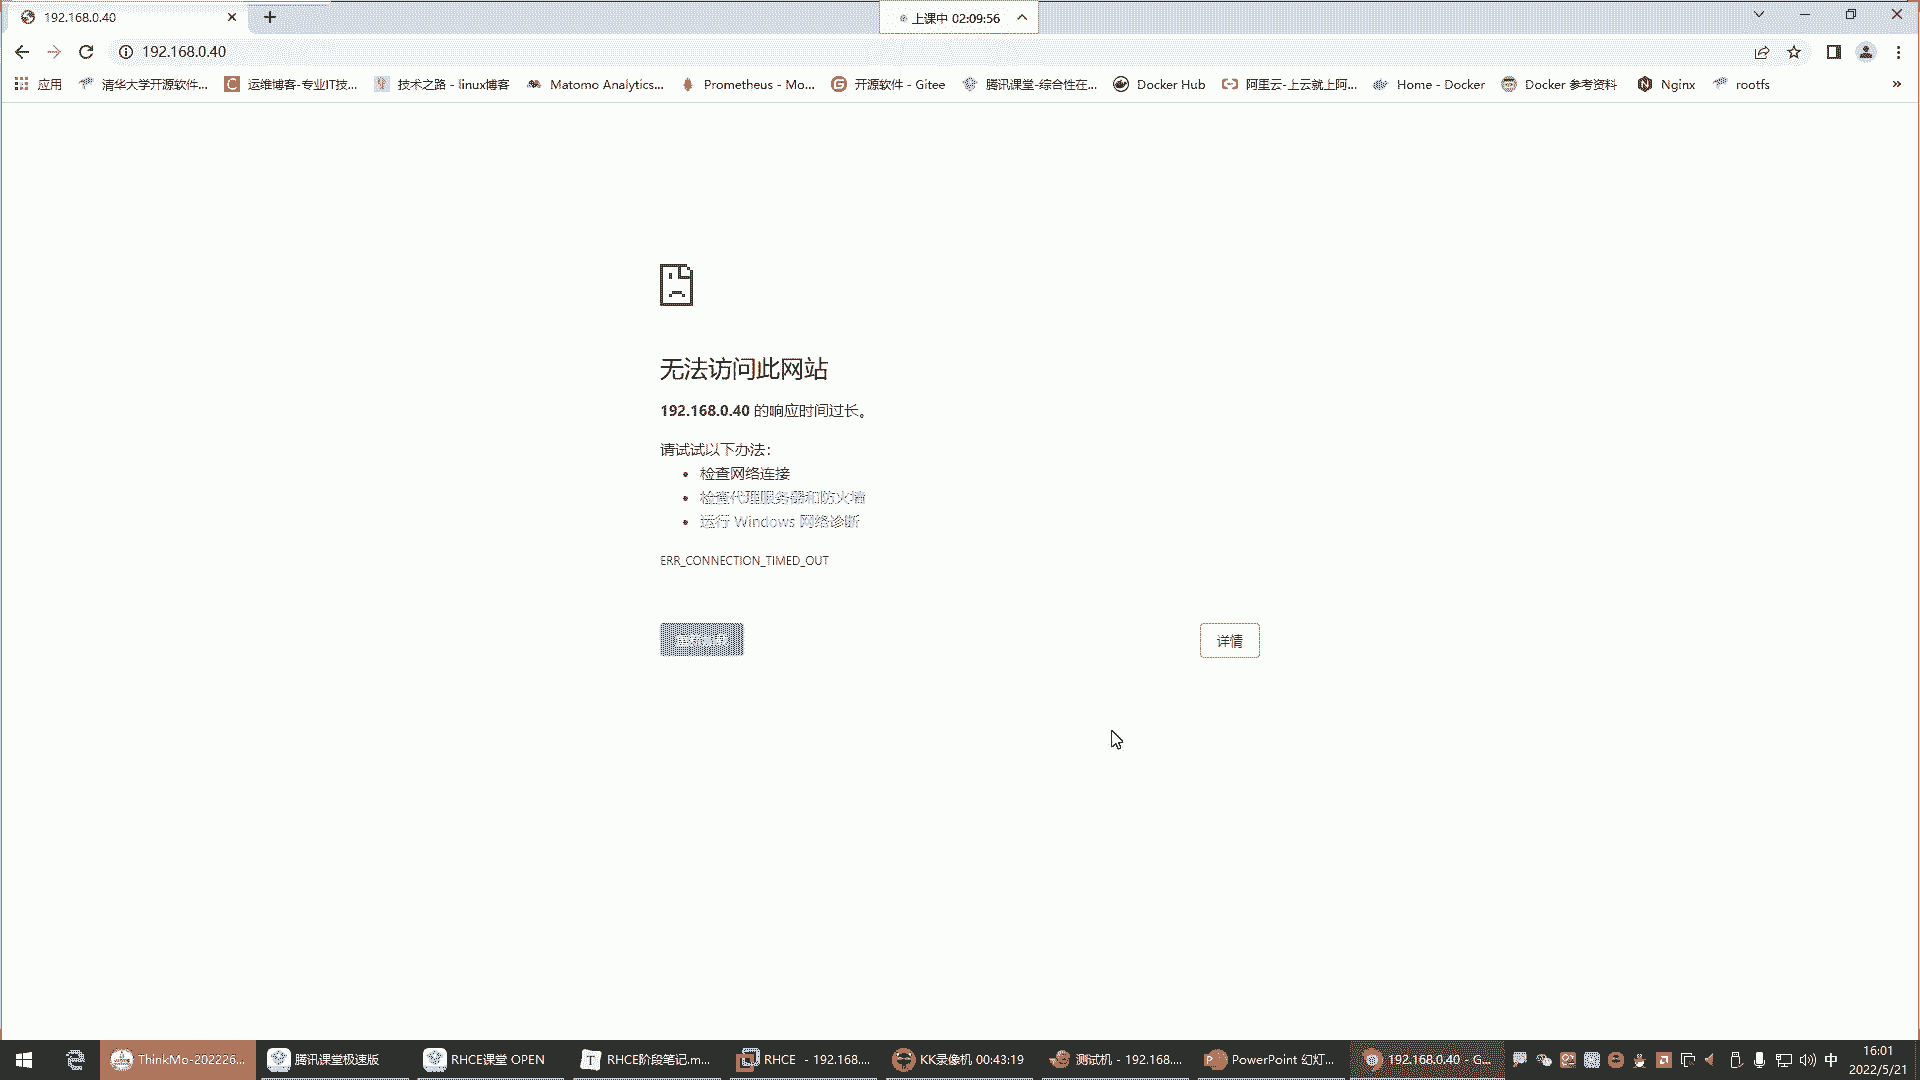 192.168.0.40
上课中 02:09:56
192.168.0.40
应用 清华大学开源软件... 运维博客-专业IT技... 技术之路 - linux博客 Matomo Analytics... Prometheus - Mo... 开源软件 - Gitee 腾讯课堂-综合性在... Docker Hub 阿里云-上云就上阿... Home - Docker Docker 参考资料 Nginx rootfs »
无法访问此网站
192.168.0.40 的响应时间过长。
请试试以下办法：
• 检查网络连接
• 检查代理服务器和防火墙
• 运行 Windows 网络诊断
ERR_CONNECTION_TIMED_OUT
详情
ThinkMo-202226... 腾讯课堂极速版 RHCE课堂 OPEN RHCE阶段笔记.m... RHCE - 192.168.... KK录像机 00:43:19 测试机 - 192.168.... PowerPoint 幻灯... 192.168.0.40 - G... 中 16:01
2022/5/21